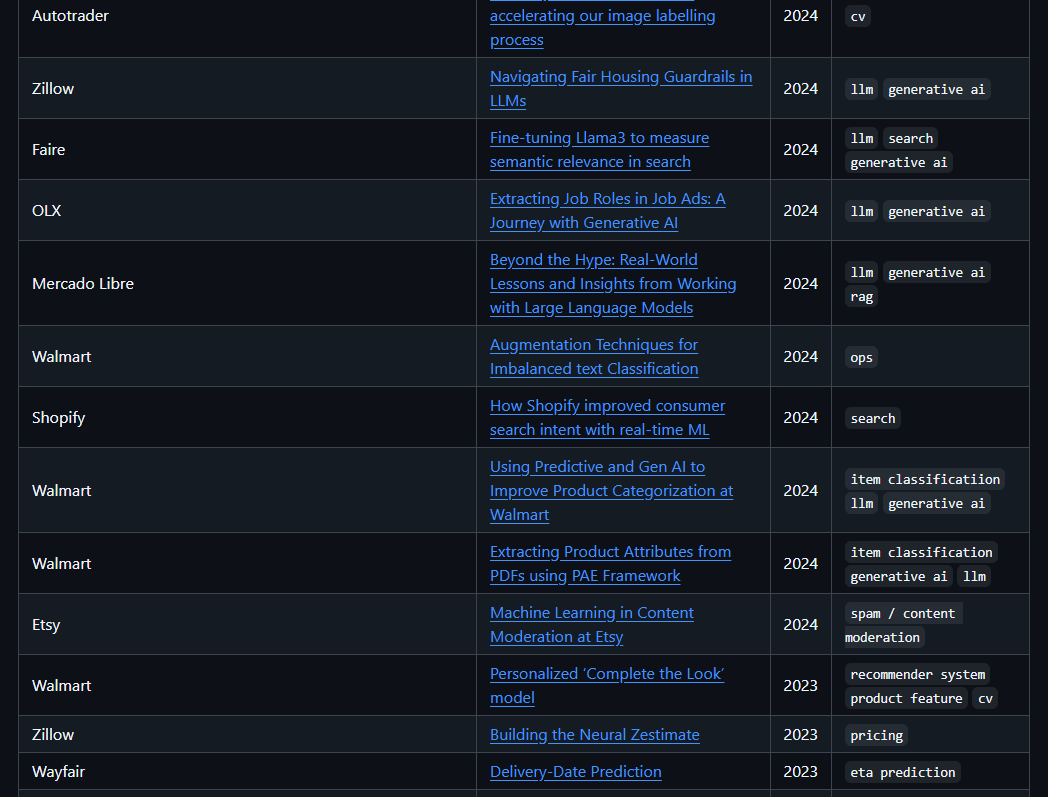 Autotrader
accelerating our image labelling
process
2024
cv
Zillow
Navigating Fair Housing Guardrails in
LLMs
2024
llm generative ai
Faire
Fine-tuning Llama3 to measure
semantic relevance in search
2024
llm search
generative ai
OLX
Extracting Job Roles in Job Ads: A
Journey with Generative AI
2024
llm generative ai
Mercado Libre
Beyond the Hype: Real-World
Lessons and Insights from Working
with Large Language Models
2024
llm generative ai
rag
Walmart
Augmentation Techniques for
Imbalanced text Classification
2024
ops
Shopify
How Shopify improved consumer
search intent with real-time ML
2024
search
Walmart
Using Predictive and Gen AI to
Improve Product Categorization at
Walmart
2024
item classificatiion
llm generative ai
Walmart
Extracting Product Attributes from
PDFs using PAE Framework
2024
item classification
generative ai llm
Etsy
Machine Learning in Content
Moderation at Etsy
2024
spam / content
moderation
Walmart
Personalized ‘Complete the Look’
model
2023
recommender system
product feature cv
Zillow
Building the Neural Zestimate
2023
pricing
Wayfair
Delivery-Date Prediction
2023
eta prediction